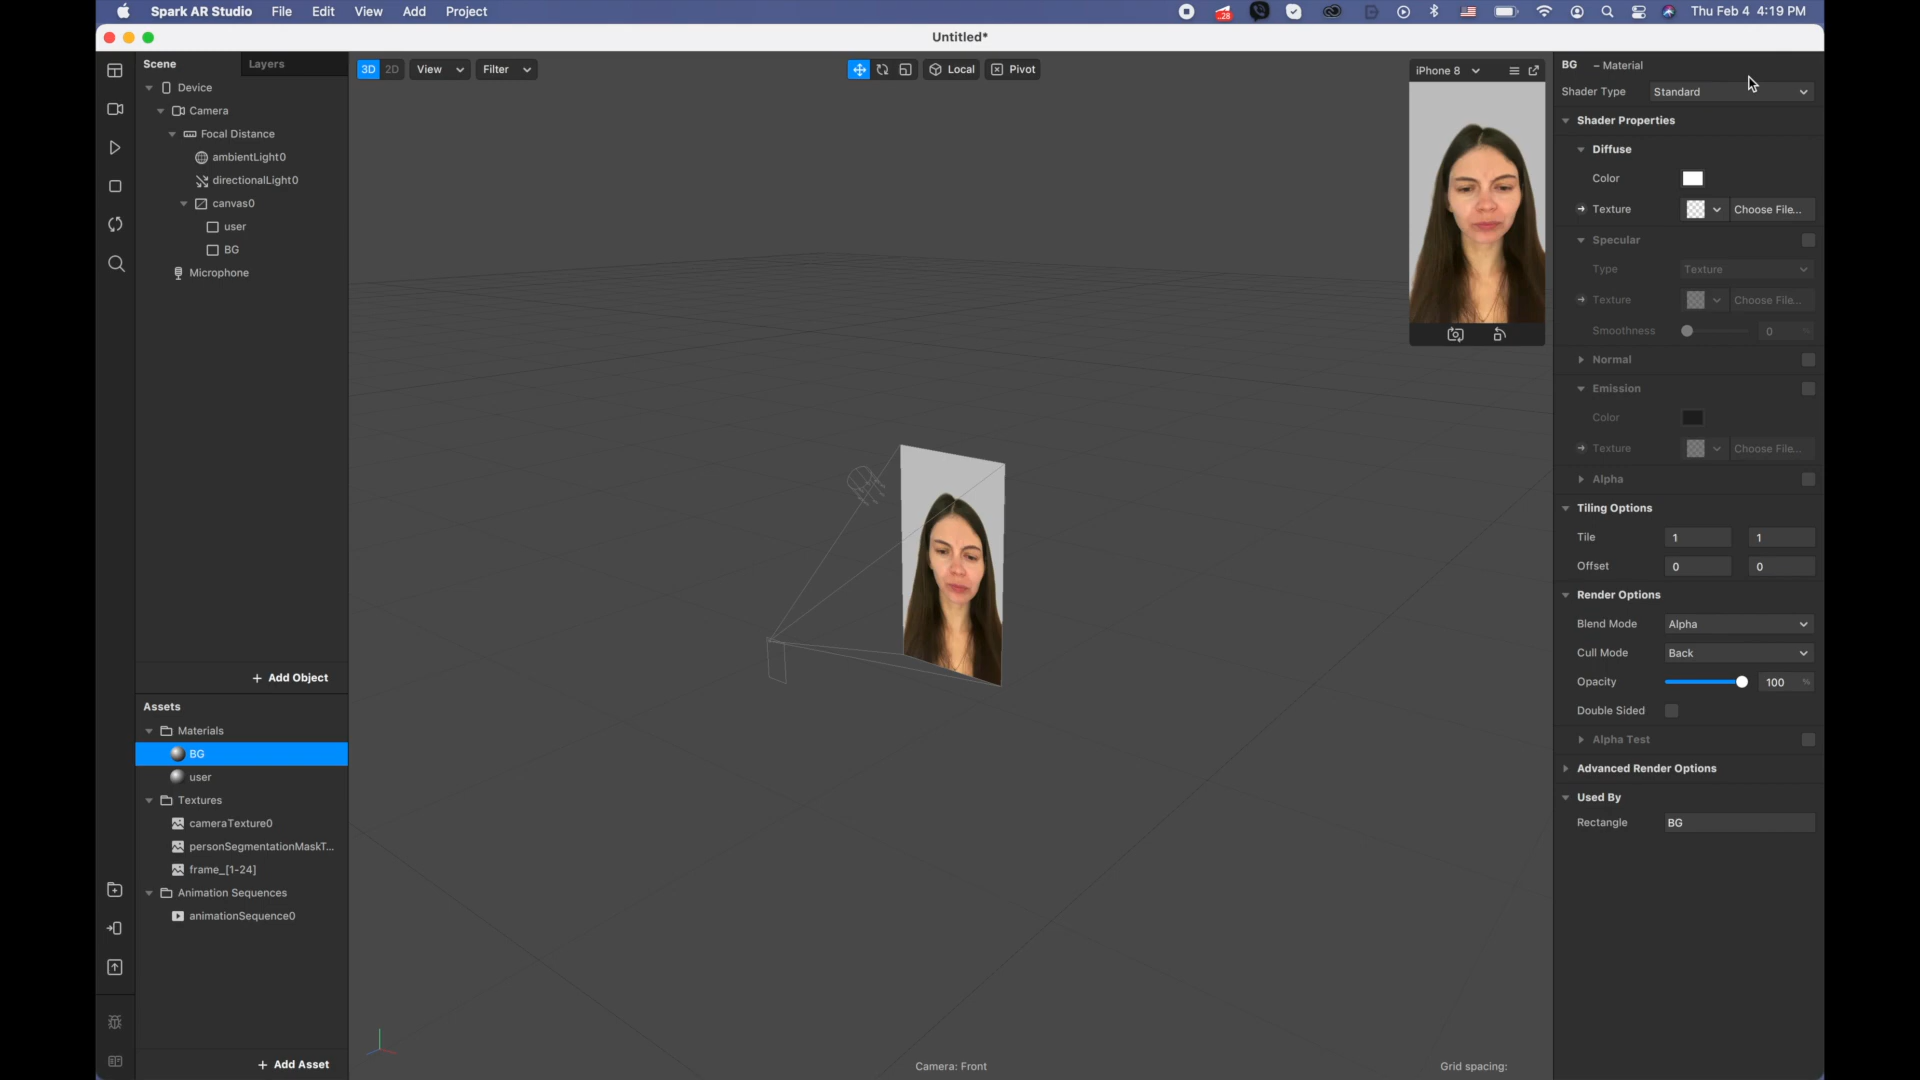 Spark AR Studio File Edit View Add Project
..28
Thu Feb 4 4:19 PM
Untitled*
Scene
Layers
Device
Camera
Focal Distance
ambientLight0
directionalLight0
canvas0
user
BG
Microphone
+ Add Object
Assets
Materials
BG
user
Textures
cameraTexture0
personSegmentationMaskT...
frame_[1-24]
Animation Sequences
animationSequence0
+ Add Asset
3D 2D View Filter
Local Pivot
iPhone 8
Camera: Front
Grid spacing:
BG – Material
Shader Type Standard
Shader Properties
Diffuse
Color
Texture Choose File...
Specular
Type Texture
Texture Choose File...
Smoothness 0 %
Normal
Emission
Color
Texture Choose File...
Alpha
Tiling Options
Tile 1 1
Offset 0 0
Render Options
Blend Mode Alpha
Cull Mode Back
Opacity 100 %
Double Sided
Alpha Test
Advanced Render Options
Used By
Rectangle BG